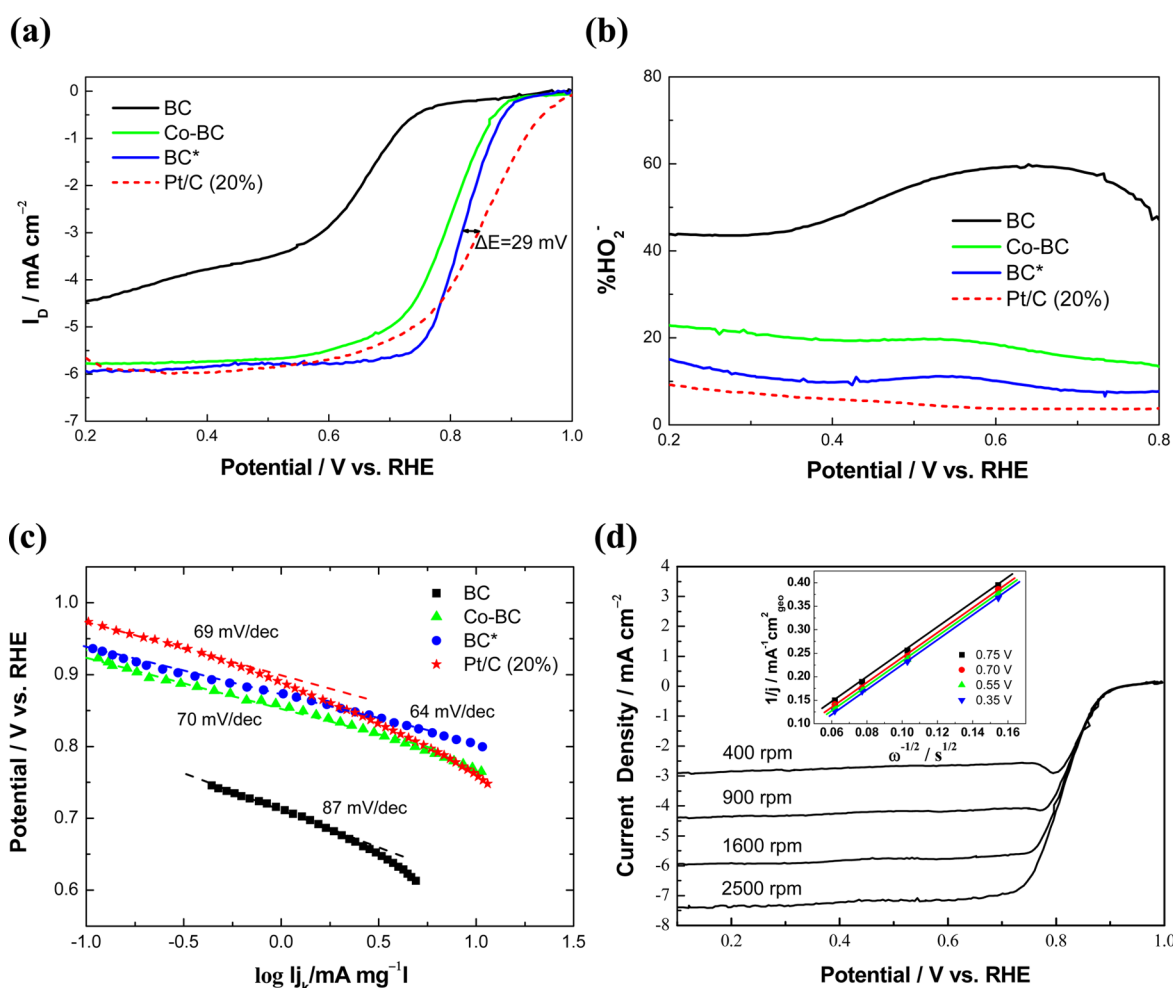 (a)
0
-1
-2
-3
-4
-5
-6
-7
0.2
0.4
0.6
0.8
1.0
I_D / mA cm⁻²
Potential / V vs. RHE
BC
Co-BC
BC*
Pt/C (20%)
ΔE=29 mV
(b)
80
60
40
20
0
0.2
0.4
0.6
0.8
%HO₂⁻
Potential / V vs. RHE
BC
Co-BC
BC*
Pt/C (20%)
(c)
1.0
0.9
0.8
0.7
0.6
-1.0
-0.5
0.0
0.5
1.0
1.5
Potential / V vs. RHE
log |jₖ/mA mg⁻¹|
BC
Co-BC
BC*
Pt/C (20%)
69 mV/dec
70 mV/dec
64 mV/dec
87 mV/dec
(d)
4
3
2
1
0
-1
-2
-3
-4
-5
-6
-7
-8
0.2
0.4
0.6
0.8
1.0
Current Density / mA cm⁻²
Potential / V vs. RHE
400 rpm
900 rpm
1600 rpm
2500 rpm
0.40
0.35
0.30
0.25
0.20
0.15
0.10
0.06
0.08
0.10
0.12
0.14
0.16
1/j / mA⁻¹cm²geo
ω⁻¹/² / s¹/²
0.75 V
0.70 V
0.55 V
0.35 V